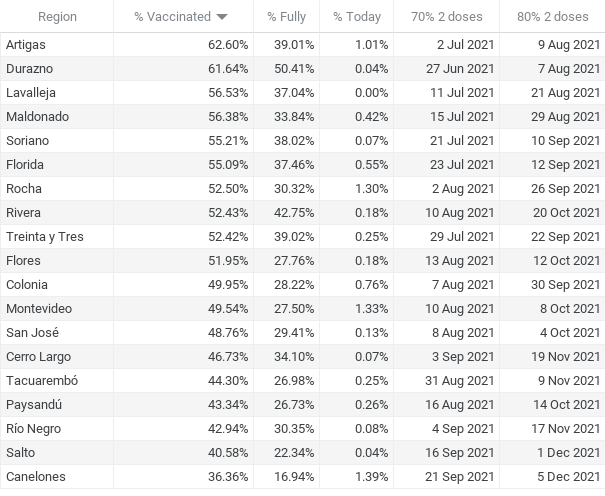 Region % Vaccinated % Fully % Today 70% 2 doses 80% 2 doses
Artigas 62.60% 39.01% 1.01% 2 Jul 2021 9 Aug 2021
Durazno 61.64% 50.41% 0.04% 27 Jun 2021 7 Aug 2021
Lavalleja 56.53% 37.04% 0.00% 11 Jul 2021 21 Aug 2021
Maldonado 56.38% 33.84% 0.42% 15 Jul 2021 29 Aug 2021
Soriano 55.21% 38.02% 0.07% 21 Jul 2021 10 Sep 2021
Florida 55.09% 37.46% 0.55% 23 Jul 2021 12 Sep 2021
Rocha 52.50% 30.32% 1.30% 2 Aug 2021 26 Sep 2021
Rivera 52.43% 42.75% 0.18% 10 Aug 2021 20 Oct 2021
Treinta y Tres 52.42% 39.02% 0.25% 29 Jul 2021 22 Sep 2021
Flores 51.95% 27.76% 0.18% 13 Aug 2021 12 Oct 2021
Colonia 49.95% 28.22% 0.76% 7 Aug 2021 30 Sep 2021
Montevideo 49.54% 27.50% 1.33% 10 Aug 2021 8 Oct 2021
San José 48.76% 29.41% 0.13% 8 Aug 2021 4 Oct 2021
Cerro Largo 46.73% 34.10% 0.07% 3 Sep 2021 19 Nov 2021
Tacuarembó 44.30% 26.98% 0.25% 31 Aug 2021 9 Nov 2021
Paysandú 43.34% 26.73% 0.26% 16 Aug 2021 14 Oct 2021
Río Negro 42.94% 30.35% 0.08% 4 Sep 2021 17 Nov 2021
Salto 40.58% 22.34% 0.04% 16 Sep 2021 1 Dec 2021
Canelones 36.36% 16.94% 1.39% 21 Sep 2021 5 Dec 2021